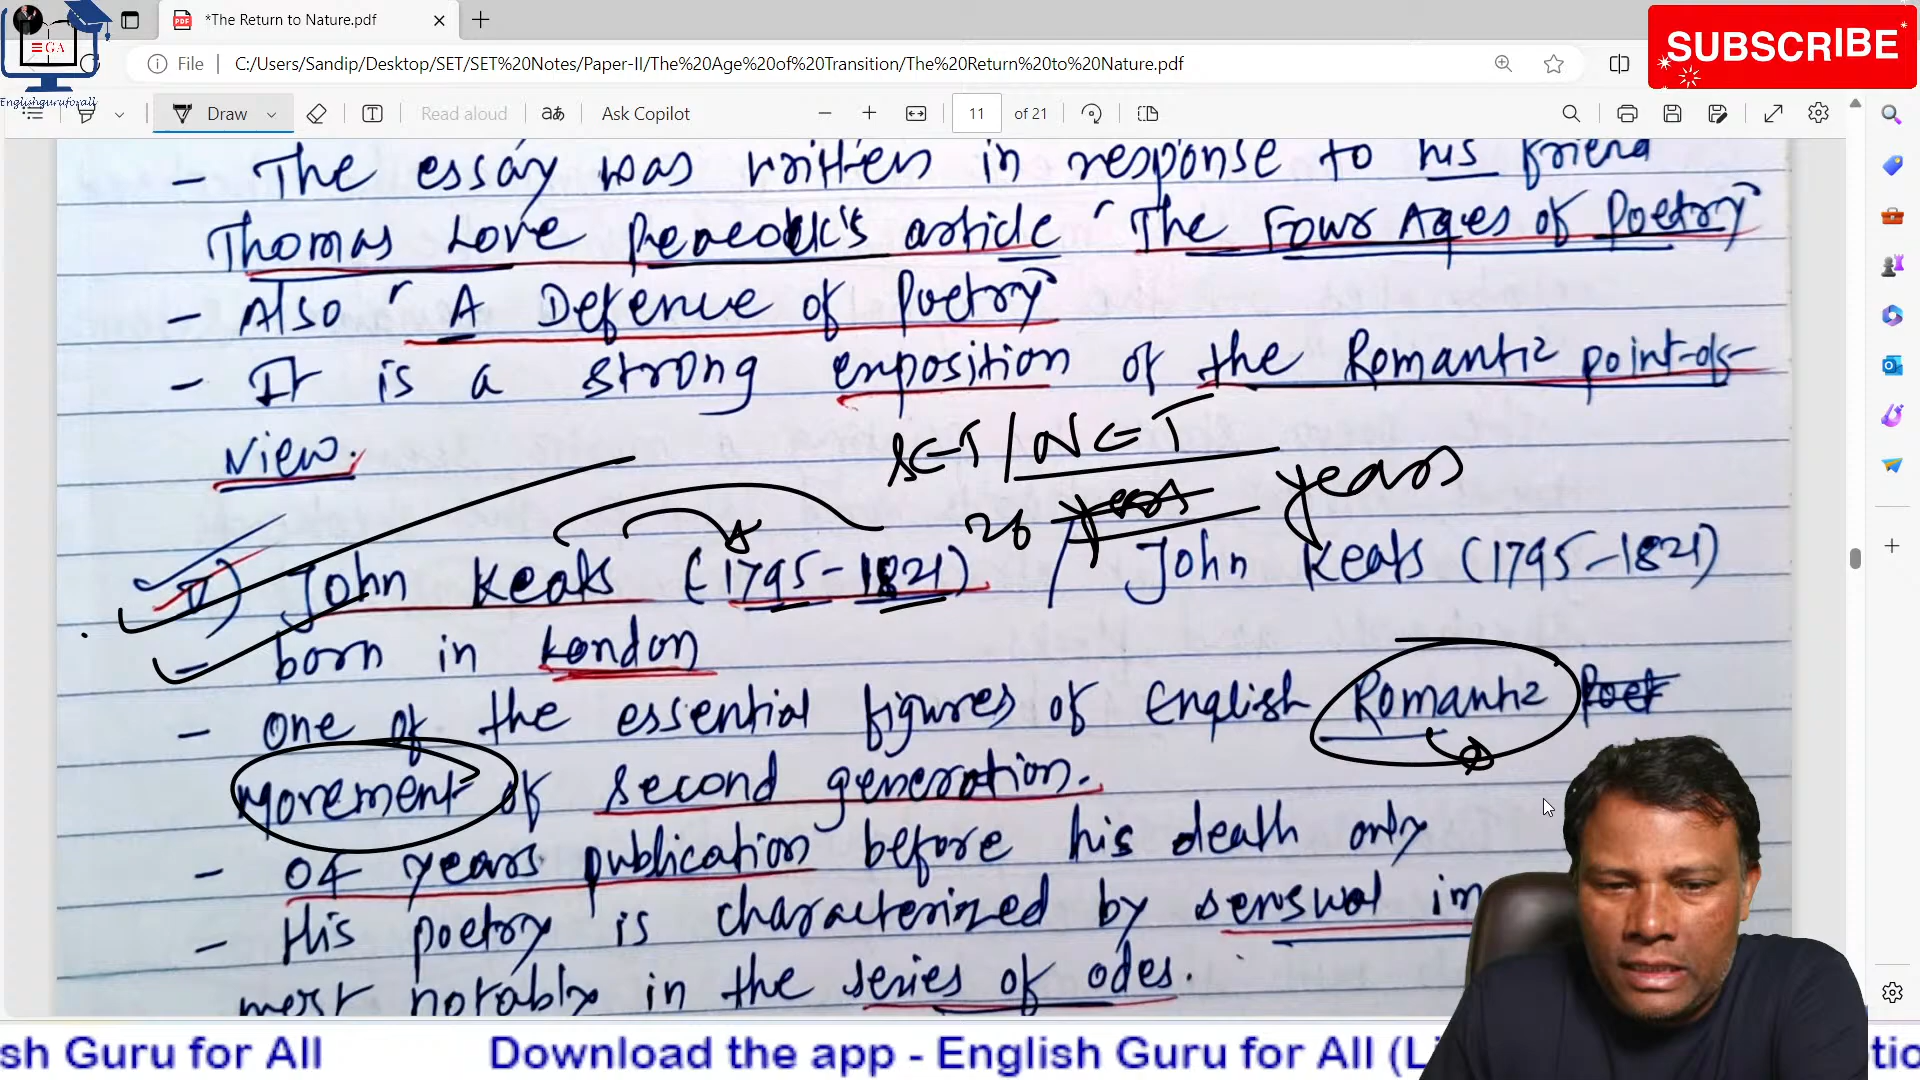 *The Return to Nature.pdf
SUBSCRIBE
EGA
Englishguruforall
File C:/Users/Sandip/Desktop/SET/SET%20Notes/Paper-II/The%20Age%20of%20Transition/The%20Return%20to%20Nature.pdf
Draw Read aloud aあ Ask Copilot 11 of 21
- The essay was written in response to his friend
Thomas Love Peacock's article "The Four Ages of Poetry"
- Also "A Defence of Poetry"
- It is a strong exposition of the Romantic point-of-
view.
SET / NET
26 years years
V) John Keats (1795-1821) / John Keats (1795-1821)
- born in London
- One of the essential figures of English Romantic Poet
Movement of second generation.
- 04 years publication before his death only
- His poetry is characterized by sensual im
most notably in the series of odes.
sh Guru for All Download the app - English Guru for All (Li